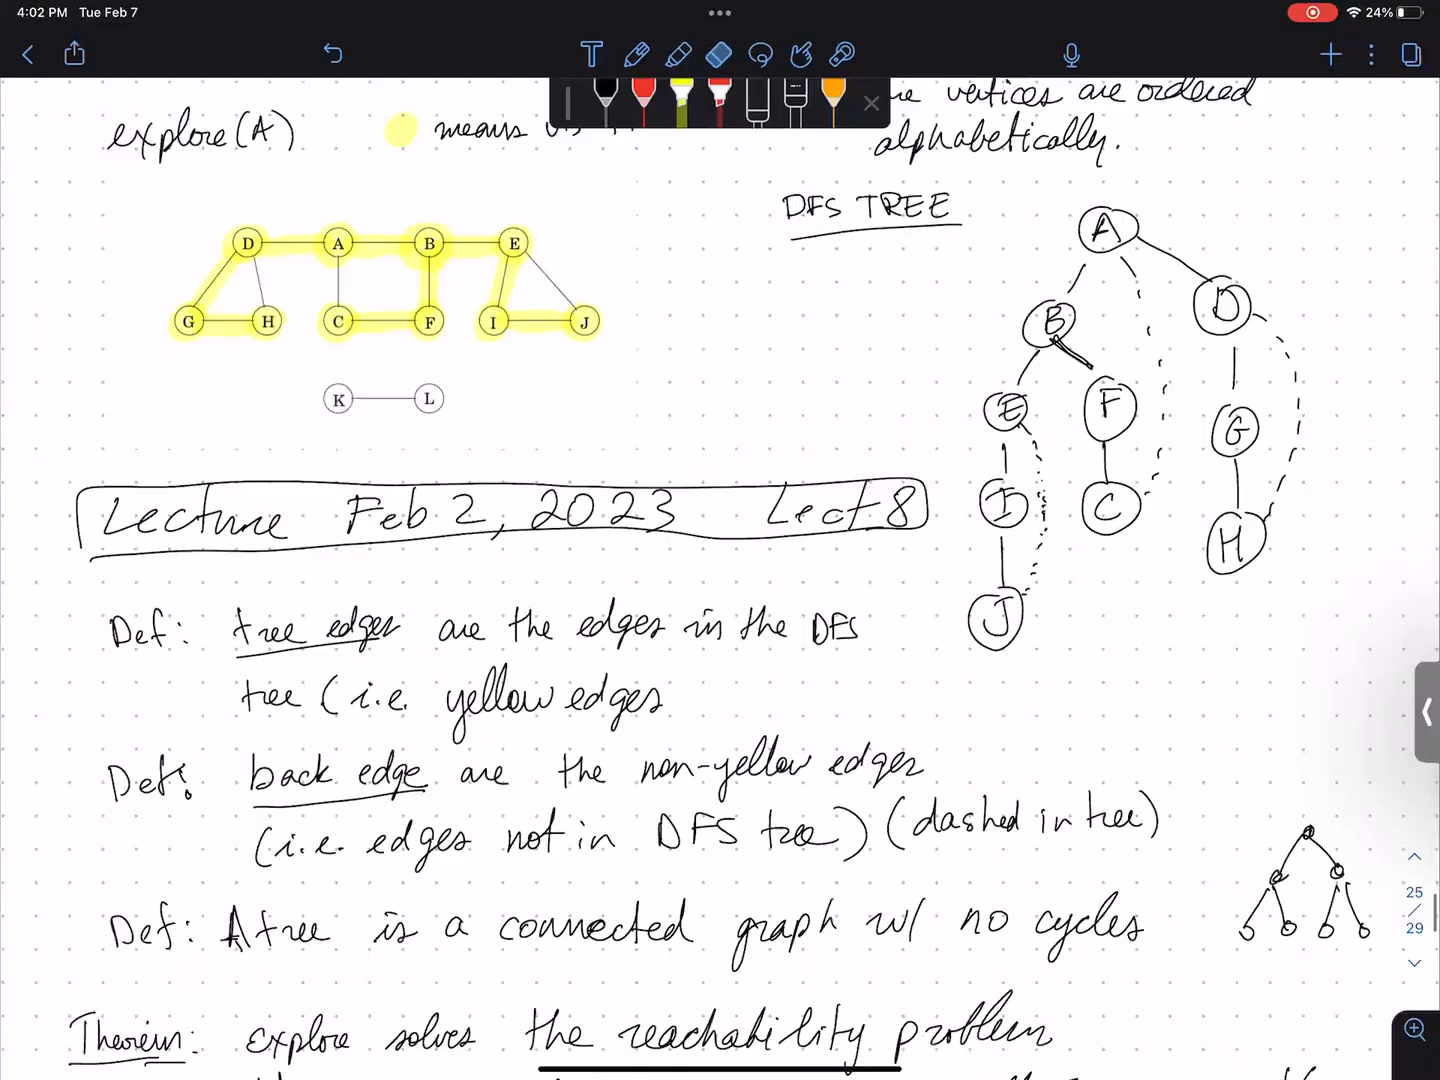 4:02 PM Tue Feb 7
24%
vertices are ordered
explore(A) means
alphabetically.
DFS TREE
A
D A B E
D
B
G H C F I J
E F
G
K L
Lecture Feb 2, 2023 Lect 8
I C
H
J
Def: tree edges are the edges in the DFS
tree (i.e. yellow edges
Def: back edge are the non-yellow edges
(i.e. edges not in DFS tree) (dashed in tree)
25
/
29
Def: A tree is a connected graph w/ no cycles
Theorem: explore solves the reachability problem